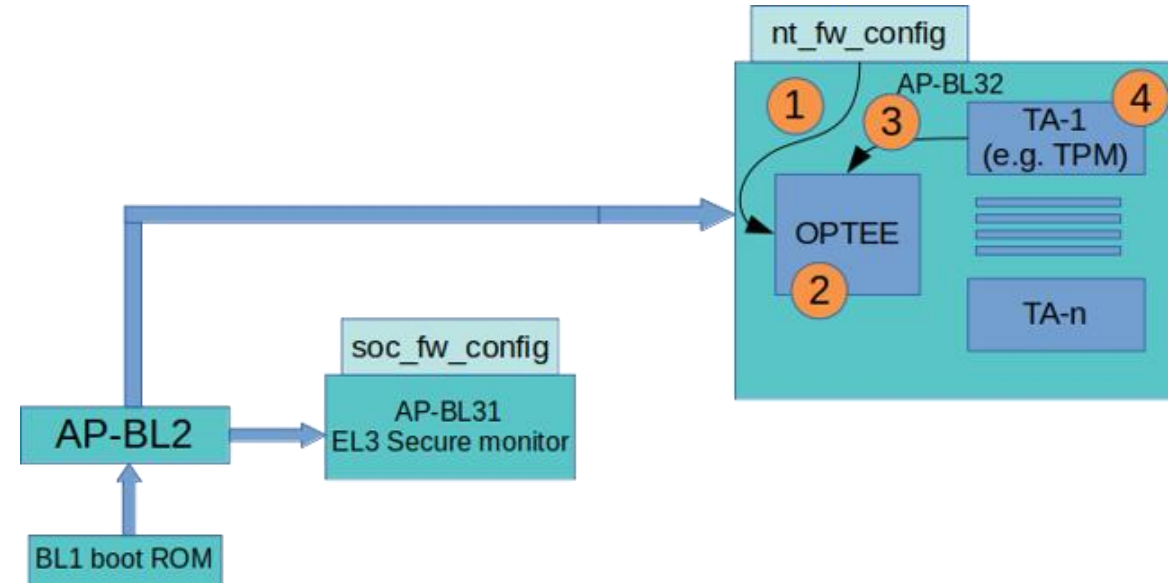 nt_fw_config
AP-BL32
1
3
4
TA-1
(e.g. TPM)
OPTEE
2
TA-n
soc_fw_config
AP-BL31
EL3 Secure monitor
AP-BL2
BL1 boot ROM